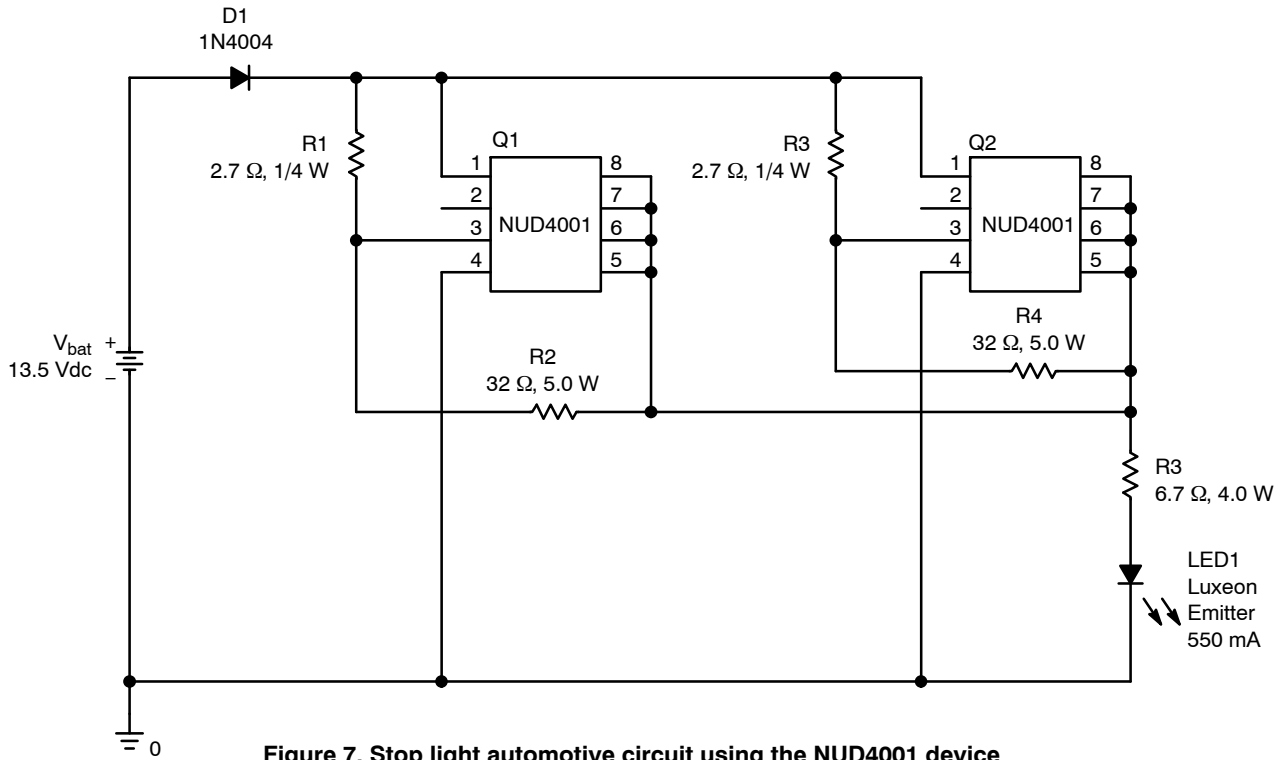 D1
1N4004
R1
2.7 Ω, 1/4 W
Q1
1
2
3
4
NUD4001
8
7
6
5
R3
2.7 Ω, 1/4 W
Q2
1
2
3
4
NUD4001
8
7
6
5
R4
32 Ω, 5.0 W
Vbat +
13.5 Vdc −
R2
32 Ω, 5.0 W
R3
6.7 Ω, 4.0 W
LED1
Luxeon
Emitter
550 mA
0
Figure 7. Stop light automotive circuit using the NUD4001 device